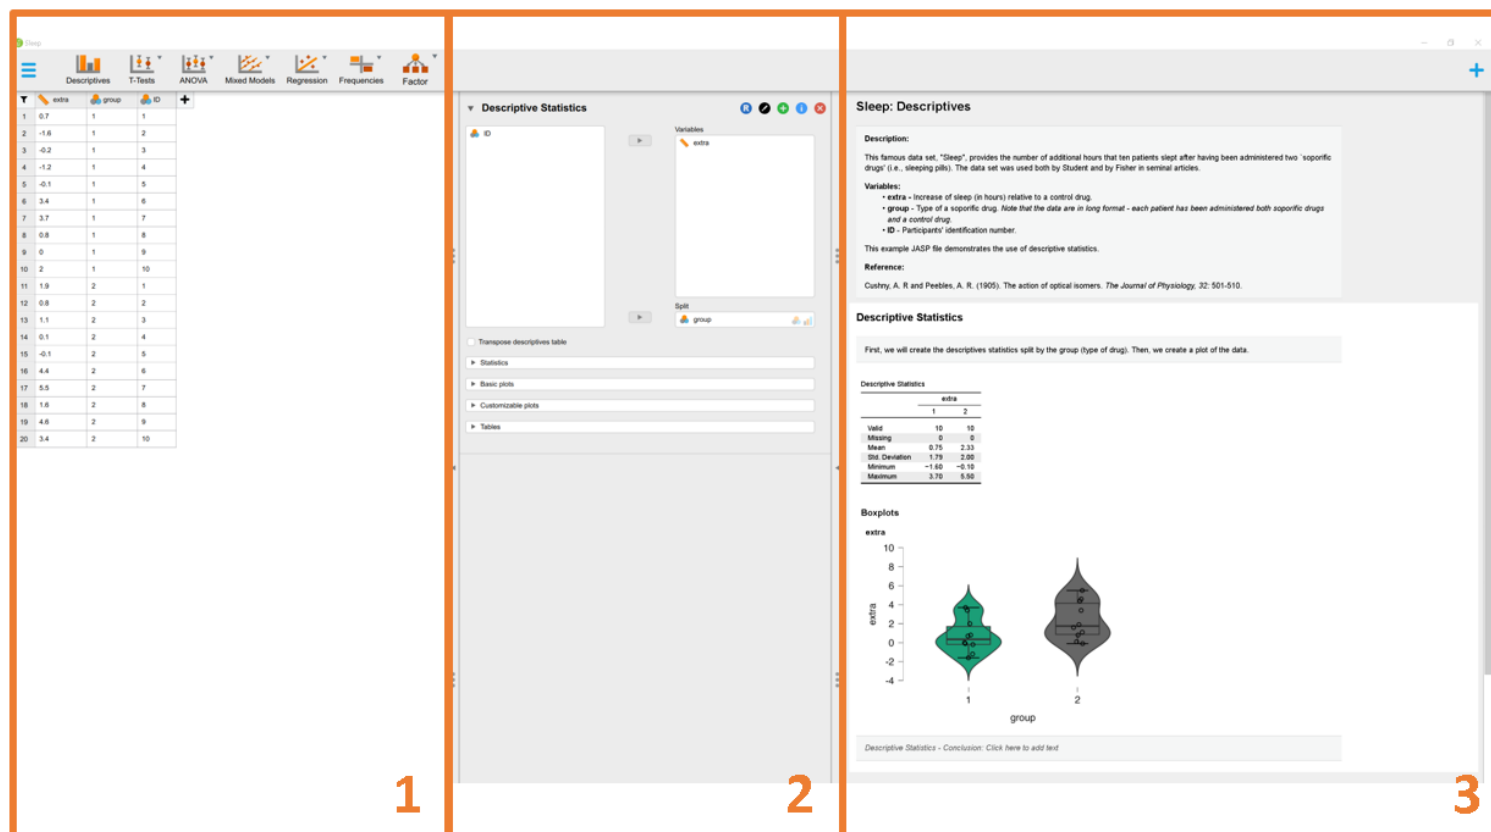 Sleep
Descriptives T-Tests ANOVA Mixed Models Regression Frequencies Factor
extra group ID
1 0.7 1 1
2 -1.6 1 2
3 -0.2 1 3
4 -1.2 1 4
5 -0.1 1 5
6 3.4 1 6
7 3.7 1 7
8 0.8 1 8
9 0 1 9
10 2 1 10
11 1.9 2 1
12 0.8 2 2
13 1.1 2 3
14 0.1 2 4
15 -0.1 2 5
16 4.4 2 6
17 5.5 2 7
18 1.6 2 8
19 4.6 2 9
20 3.4 2 10
1
Descriptive Statistics
R i
ID
Variables
extra
Split
group
Transpose descriptives table
Statistics
Basic plots
Customizable plots
Tables
2
Sleep: Descriptives
Description:
This famous data set, "Sleep", provides the number of additional hours that ten patients slept after having been administered two `soporific
drugs' (i.e., sleeping pills). The data set was used both by Student and by Fisher in seminal articles.
Variables:
• extra - Increase of sleep (in hours) relative to a control drug.
• group - Type of a soporific drug. Note that the data are in long format - each patient has been administered both soporific drugs
and a control drug.
• ID - Participants' identification number.
This example JASP file demonstrates the use of descriptive statistics.
Reference:
Cushny, A. R and Peebles, A. R. (1905). The action of optical isomers. The Journal of Physiology, 32: 501-510.
Descriptive Statistics
First, we will create the descriptives statistics split by the group (type of drug). Then, we create a plot of the data.
Descriptive Statistics
extra
1 2
Valid 10 10
Missing 0 0
Mean 0.75 2.33
Std. Deviation 1.79 2.00
Minimum −1.60 −0.10
Maximum 3.70 5.50
Boxplots
extra
10
8
6
4
2
0
-2
-4
extra
1 2
group
Descriptive Statistics - Conclusion: Click here to add text
3